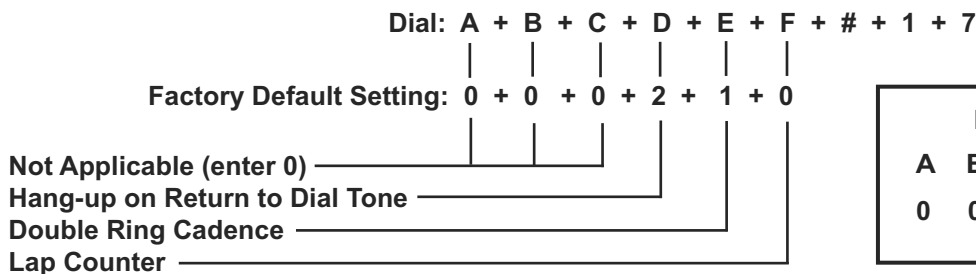 Dial: A + B + C + D + E + F + # + 1 + 7
Factory Default Setting: 0 + 0 + 0 + 2 + 1 + 0
Not Applicable (enter 0)
Hang-up on Return to Dial Tone
Double Ring Cadence
Lap Counter
A
0